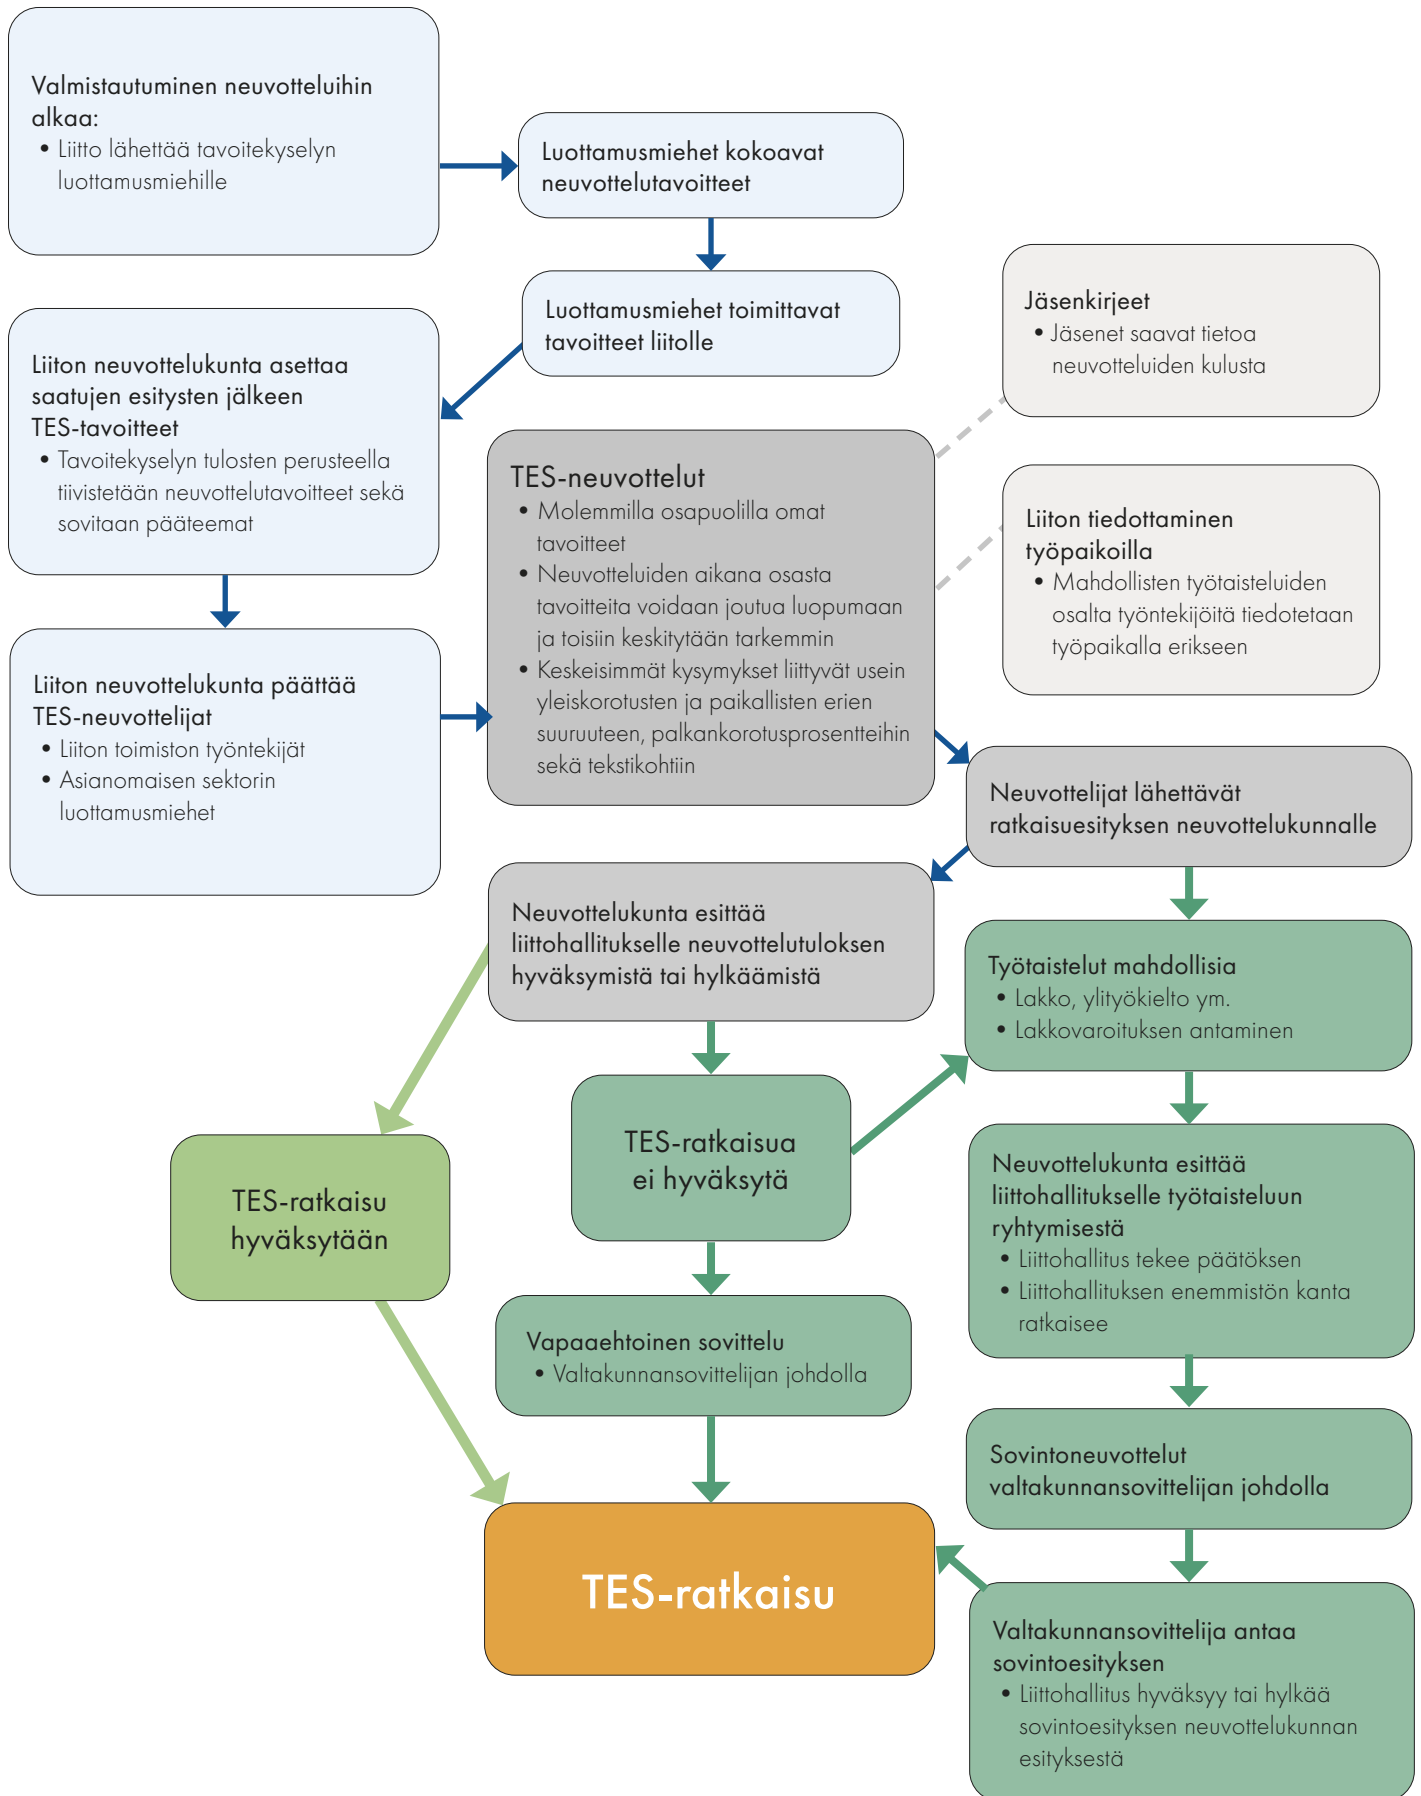 Valmistautuminen neuvotteluihin
alkaa:
• Liitto lähettää tavoitekyselyn
luottamusmiehille
Luottamusmiehet kokoavat
neuvottelutavoitteet
Luottamusmiehet toimittavat
tavoitteet liitolle
Jäsenkirjeet
• Jäsenet saavat tietoa
neuvotteluiden kulusta
Liiton neuvottelukunta asettaa
saatujen esitysten jälkeen
TES-tavoitteet
• Tavoitekyselyn tulosten perusteella
tiivistetään neuvottelutavoitteet sekä
sovitaan pääteemat
TES-neuvottelut
• Molemmilla osapuolilla omat
tavoitteet
• Neuvotteluiden aikana osasta
tavoitteita voidaan joutua luopumaan
ja toisiin keskitytään tarkemmin
• Keskeisimmät kysymykset liittyvät usein
yleiskorotusten ja paikallisten erien
suuruuteen, palkankorotusprosentteihin
sekä tekstikohtiin
Liiton tiedottaminen
työpaikoilla
• Mahdollisten työtaisteluiden
osalta työntekijöitä tiedotetaan
työpaikalla erikseen
Liiton neuvottelukunta päättää
TES-neuvottelijat
• Liiton toimiston työntekijät
• Asianomaisen sektorin
luottamusmiehet
Neuvottelijat lähettävät
ratkaisuesityksen neuvottelukunnalle
Neuvottelukunta esittää
liittohallitukselle neuvottelutuloksen
hyväksymistä tai hylkäämistä
Työtaistelut mahdollisia
• Lakko, ylityökielto ym.
• Lakkovaroituksen antaminen
TES-ratkaisua
ei hyväksytä
TES-ratkaisu
hyväksytään
Neuvottelukunta esittää
liittohallitukselle työtaisteluun
ryhtymisestä
• Liittohallitus tekee päätöksen
• Liittohallituksen enemmistön kanta
ratkaisee
Vapaaehtoinen sovittelu
• Valtakunnansovittelijan johdolla
Sovintoneuvottelut
valtakunnansovittelijan johdolla
TES-ratkaisu
Valtakunnansovittelija antaa
sovintoesityksen
• Liittohallitus hyväksyy tai hylkää
sovintoesityksen neuvottelukunnan
esityksestä